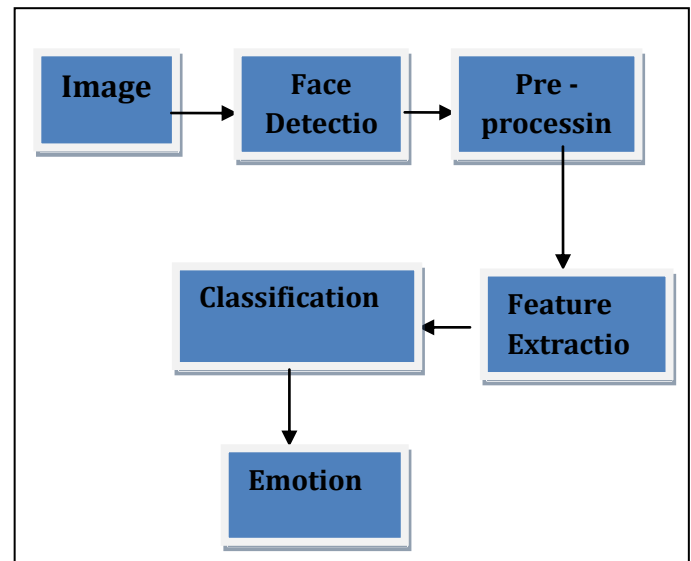 Image
Face
Detectio
Pre -
processin
Feature
Extractio
Classification
Emotion